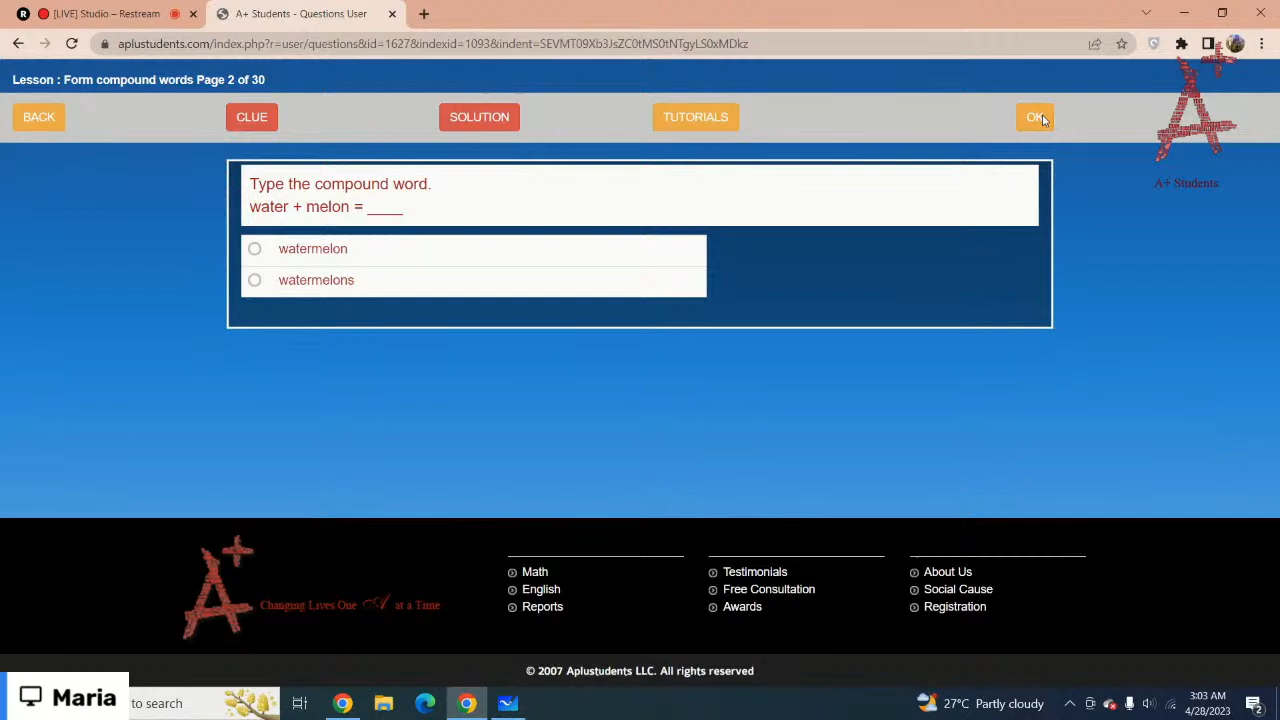 [LIVE] Studio – Restream
A+ Students - Questions User
aplustudents.com/index.php?r=user/questions&id=1627&indexid=1093&indent=SEVMT09Xb3JsZC0tMS0tNTgyLS0xMDkz
Lesson : Form compound words Page 2 of 30
BACK
CLUE
SOLUTION
TUTORIALS
OK
A+ Students
Type the compound word.
water + melon = ____
watermelon
watermelons
Changing Lives One A at a Time
Math
English
Reports
Testimonials
Free Consultation
Awards
About Us
Social Cause
Registration
© 2007 Aplustudents LLC. All rights reserved
Maria
to search
27°C Partly cloudy
3:03 AM
4/28/2023
2